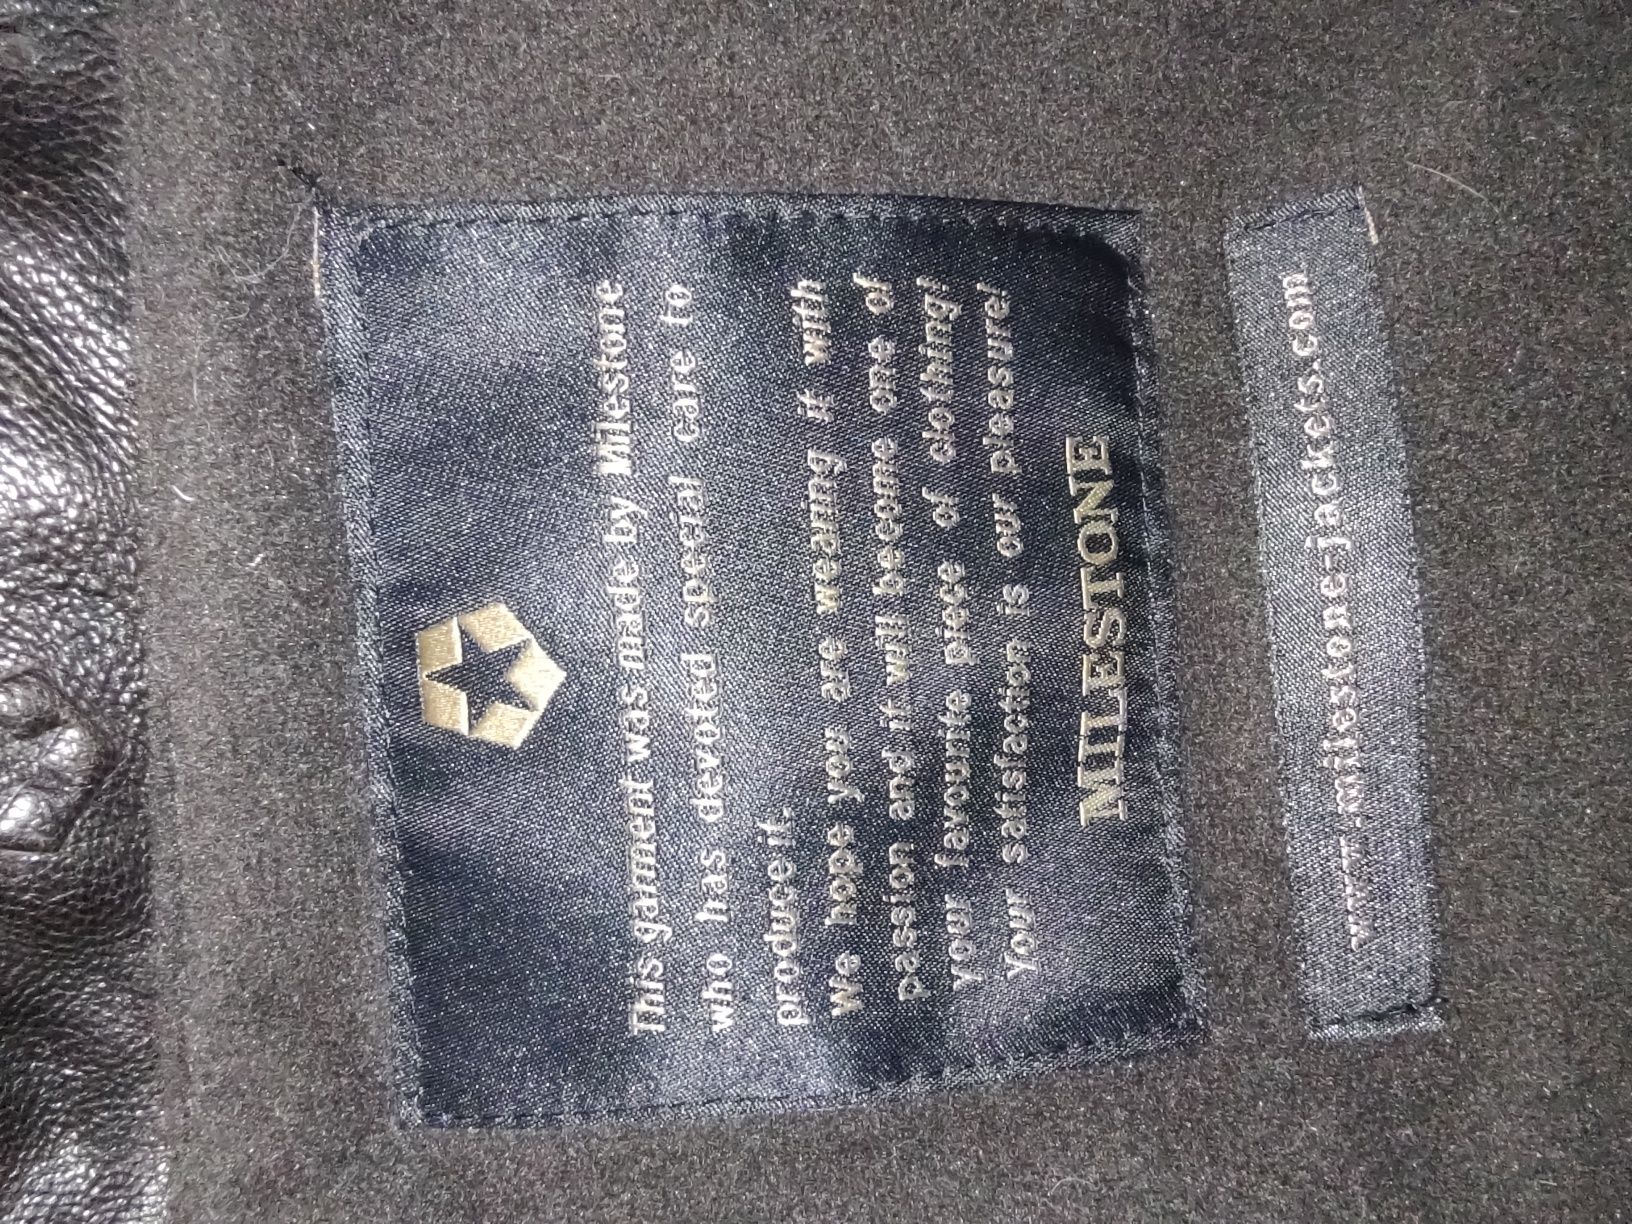 This garment was made by Milestone
who has devoted special care to
produce it.
We hope you are wearing it with
passion and it will become one of
your favourite piece of clothing!
Your satisfaction is our pleasure!
MILESTONE
www.milestone-jackets.com